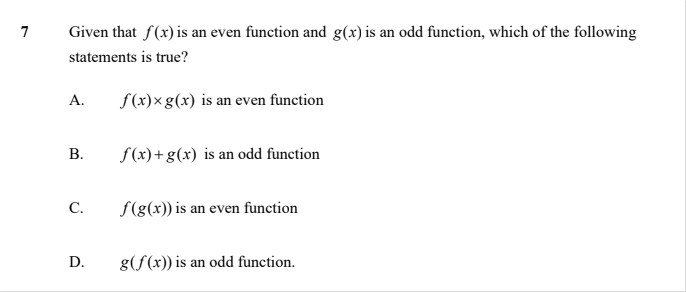 7 Given that f(x) is an even function and g(x) is an odd function, which of the following
statements is true?
A. f(x)×g(x) is an even function
B. f(x)+g(x) is an odd function
C. f(g(x)) is an even function
D. g(f(x)) is an odd function.